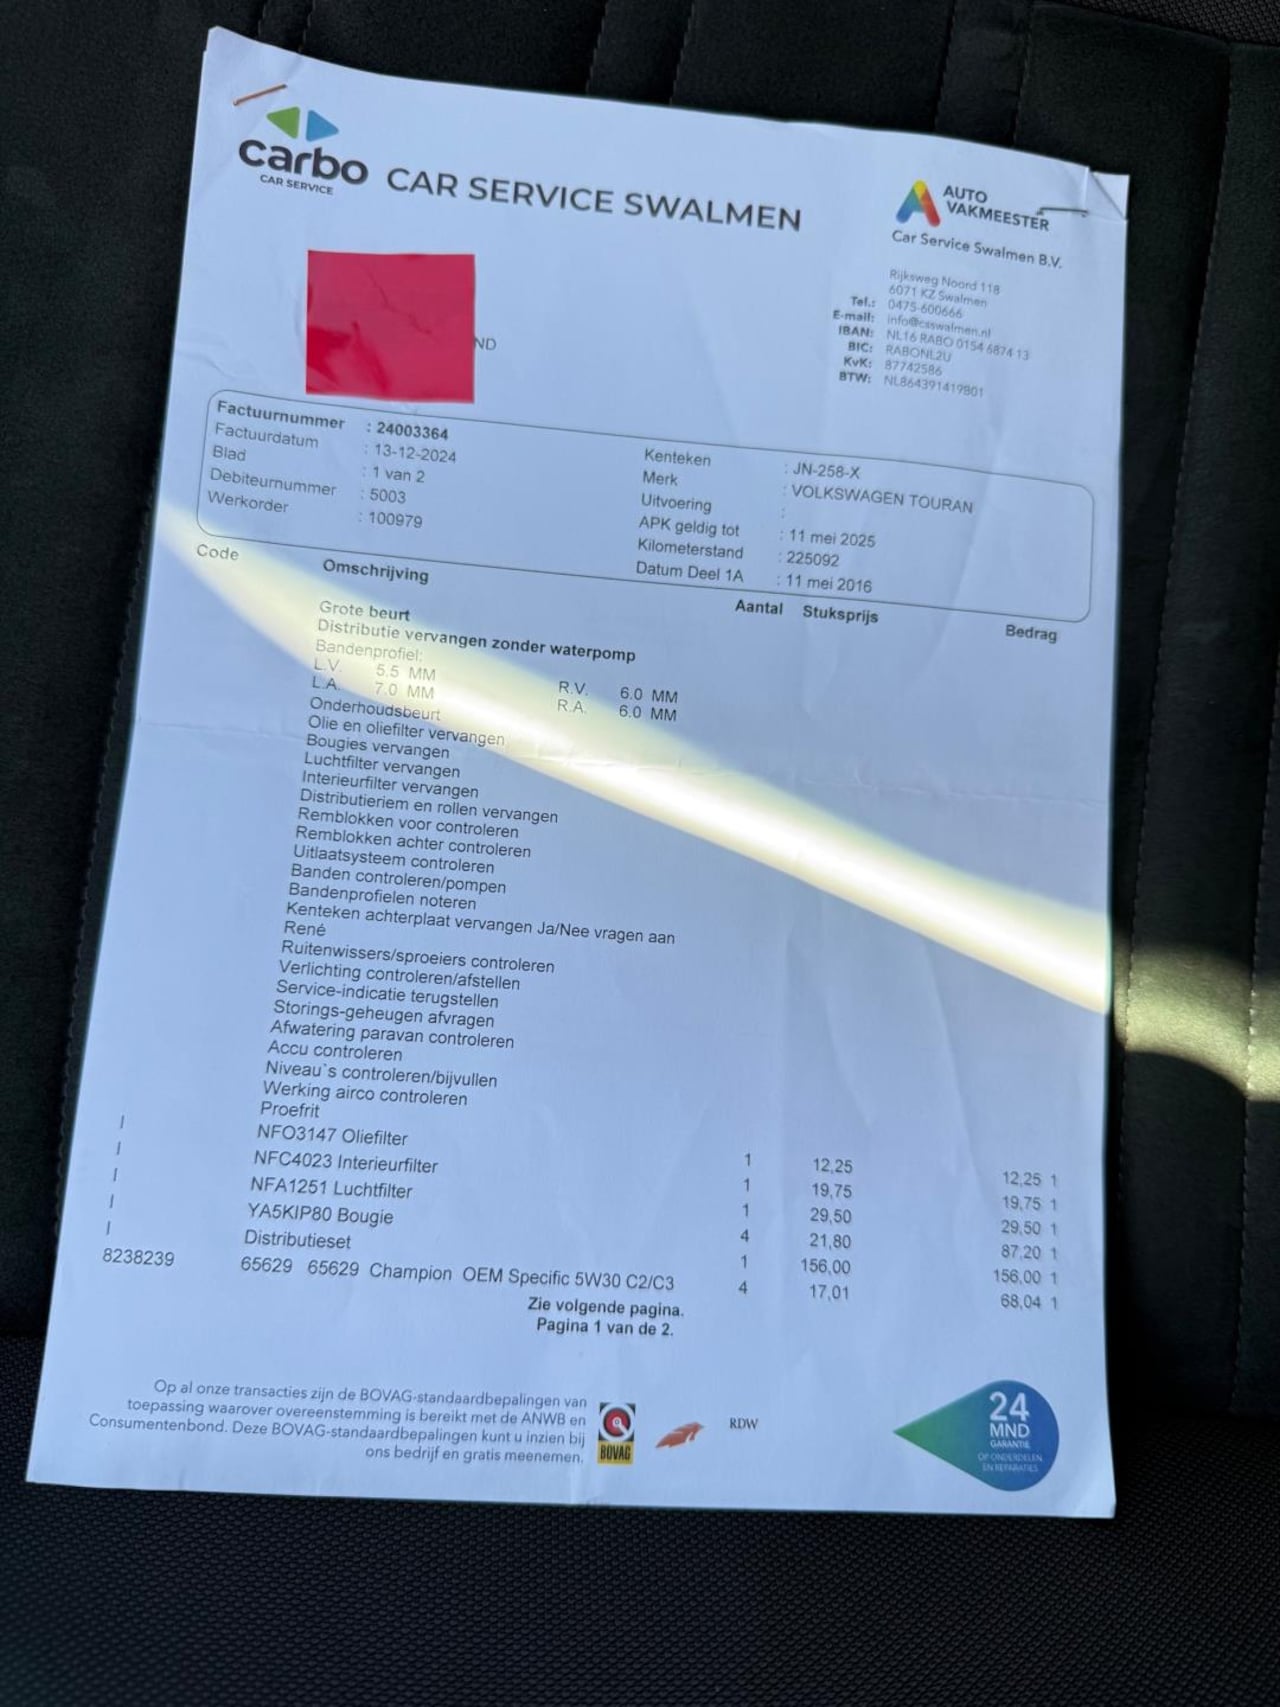 carbo
CAR SERVICE
CAR SERVICE SWALMEN
AUTO
VAKMEESTER
Car Service Swalmen B.V.
Rijksweg Noord 118
6071 KZ Swalmen
Tel.: 0475-600666
E-mail: info@csswalmen.nl
IBAN: NL16 RABO 0154 6874 13
BIC: RABONL2U
KvK: 87742586
BTW: NL864391419B01
ND
Factuurnummer : 24003364
Factuurdatum : 13-12-2024
Blad : 1 van 2
Debiteurnummer : 5003
Werkorder : 100979
Kenteken : JN-258-X
Merk : VOLKSWAGEN TOURAN
Uitvoering :
APK geldig tot : 11 mei 2025
Kilometerstand : 225092
Datum Deel 1A : 11 mei 2016
Code Omschrijving Aantal Stuksprijs Bedrag
Grote beurt
Distributie vervangen zonder waterpomp
Bandenprofiel:
L.V. 5.5 MM R.V. 6.0 MM
L.A. 7.0 MM R.A. 6.0 MM
Onderhoudsbeurt
Olie en oliefilter vervangen
Bougies vervangen
Luchtfilter vervangen
Interieurfilter vervangen
Distributieriem en rollen vervangen
Remblokken voor controleren
Remblokken achter controleren
Uitlaatsysteem controleren
Banden controleren/pompen
Bandenprofielen noteren
Kenteken achterplaat vervangen Ja/Nee vragen aan
René
Ruitenwissers/sproeiers controleren
Verlichting controleren/afstellen
Service-indicatie terugstellen
Storings-geheugen afvragen
Afwatering paravan controleren
Accu controleren
Niveau`s controleren/bijvullen
Werking airco controleren
Proefrit
| NFO3147 Oliefilter 1 12,25 12,25 1
| NFC4023 Interieurfilter 1 19,75 19,75 1
| NFA1251 Luchtfilter 1 29,50 29,50 1
| YA5KIP80 Bougie 4 21,80 87,20 1
| Distributieset 1 156,00 156,00 1
8238239 65629 65629 Champion OEM Specific 5W30 C2/C3 4 17,01 68,04 1
Zie volgende pagina.
Pagina 1 van de 2.
Op al onze transacties zijn de BOVAG-standaardbepalingen van
toepassing waarover overeenstemming is bereikt met de ANWB en
Consumentenbond. Deze BOVAG-standaardbepalingen kunt u inzien bij
ons bedrijf en gratis meenemen.
BOVAG
RDW
24
MND
GARANTIE
OP ONDERDELEN
EN REPARATIES